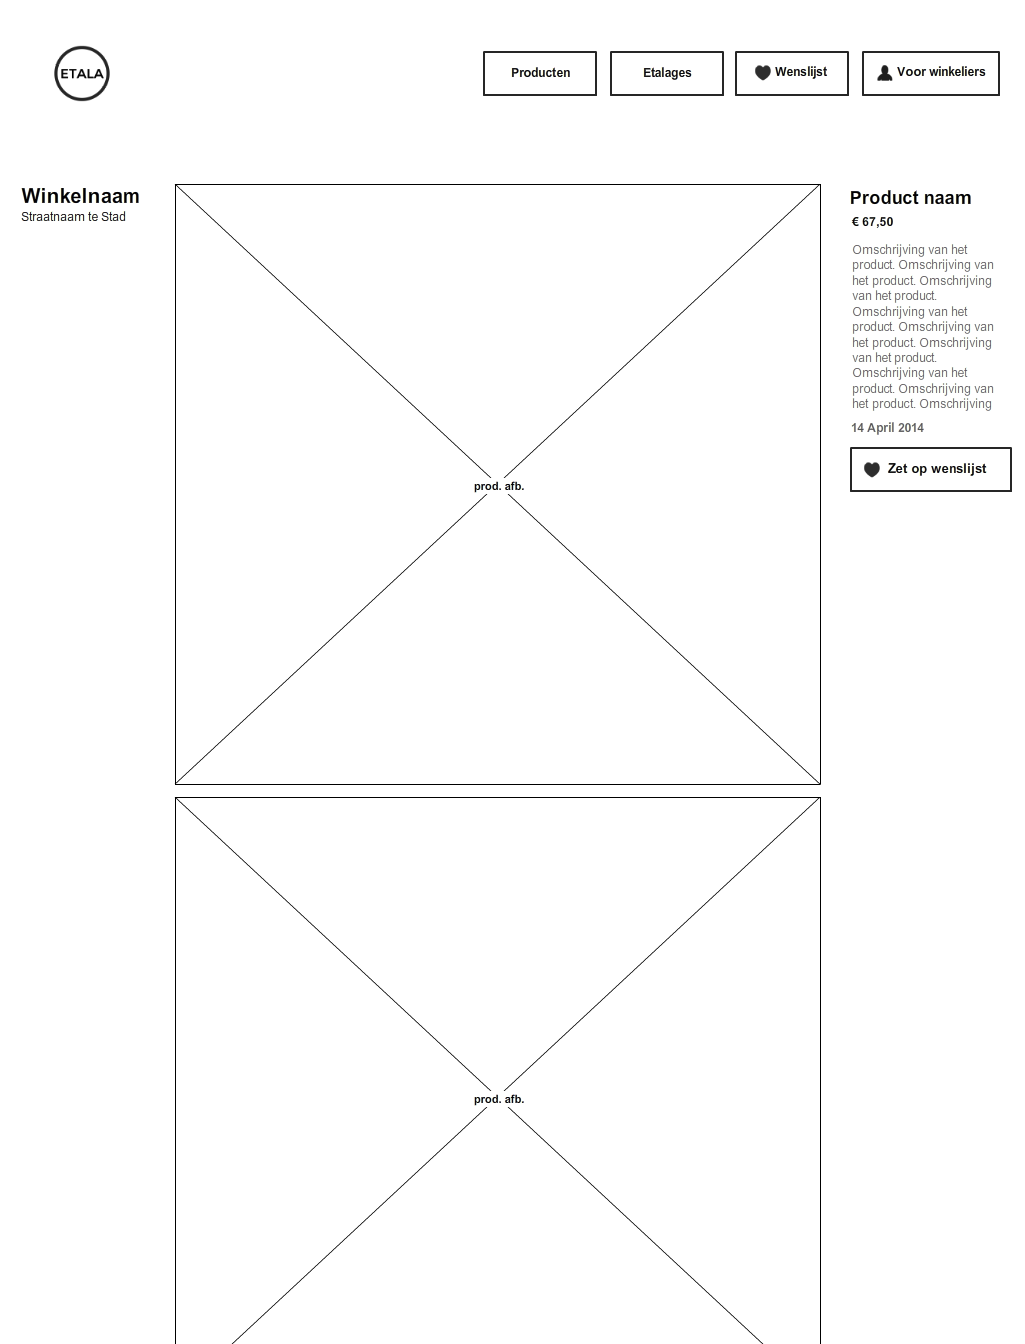 ETALA
Producten
Etalages
Wenslijst
Voor winkeliers
Winkelnaam
Straatnaam te Stad
prod. afb.
Product naam
€ 67,50
Omschrijving van het
product. Omschrijving van
het product. Omschrijving
van het product.
Omschrijving van het
product. Omschrijving van
het product. Omschrijving
van het product.
Omschrijving van het
product. Omschrijving van
het product. Omschrijving
14 April 2014
Zet op wenslijst
prod. afb.